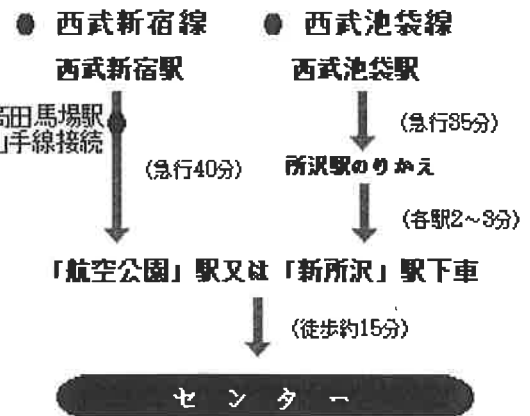 ● 西武新宿線
● 西武池袋線
西武新宿駅
西武池袋駅
高田馬場駅
山手線接続
(急行40分)
(急行35分)
所沢駅のりかえ
(各駅2～3分)
「航空公園」駅又は「新所沢」駅下車
(徒歩約15分)
センター